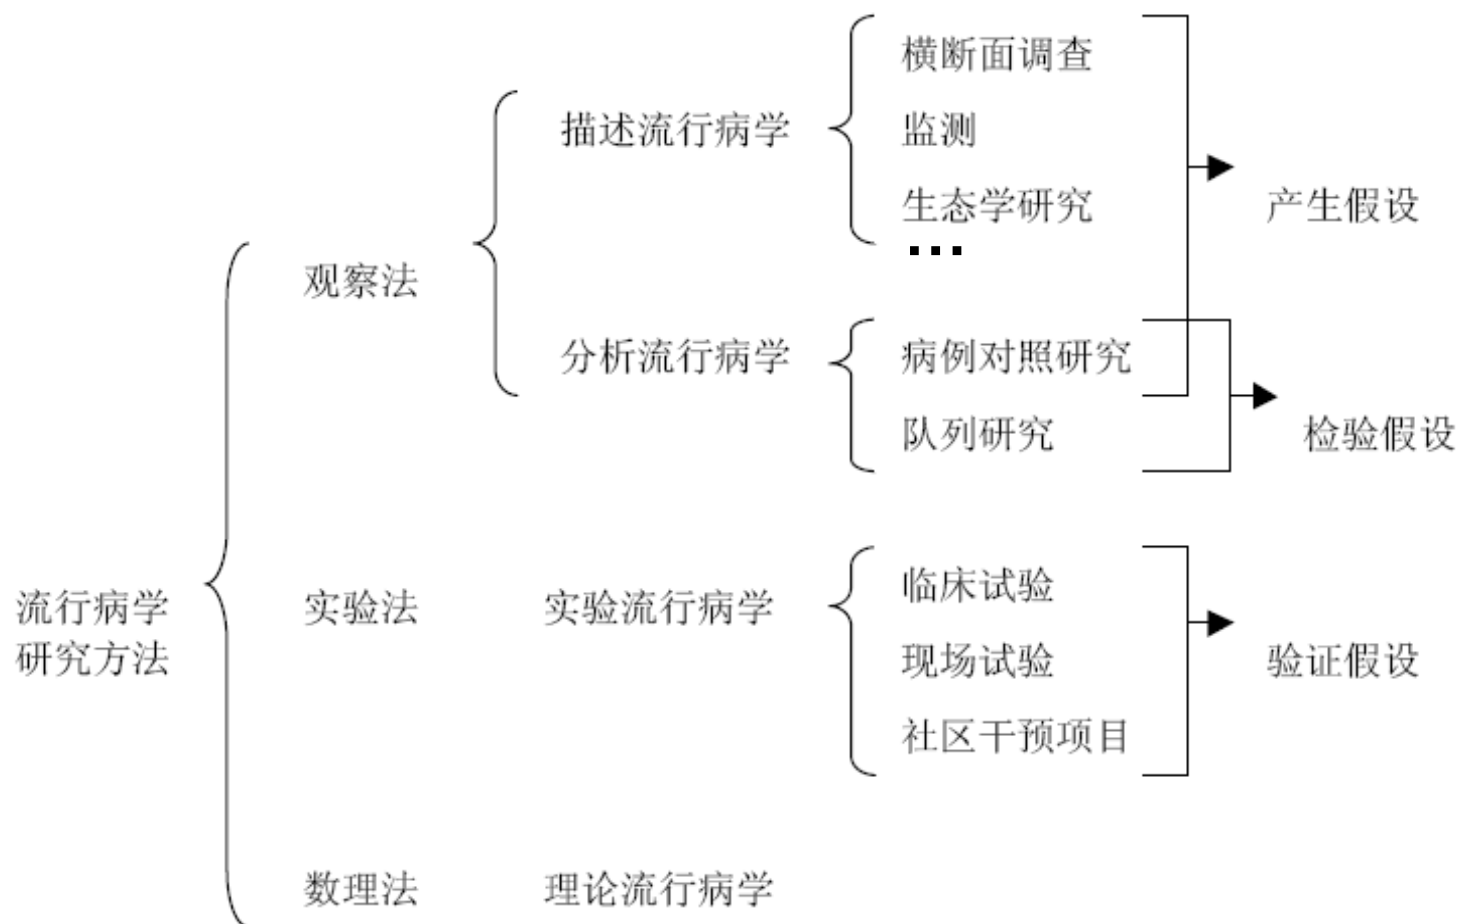 横断面调查
描述流行病学
监测
生态学研究
产生假设
...
观察法
分析流行病学
病例对照研究
队列研究
检验假设
流行病学
研究方法
实验法
实验流行病学
临床试验
现场试验
验证假设
社区干预项目
数理法
理论流行病学